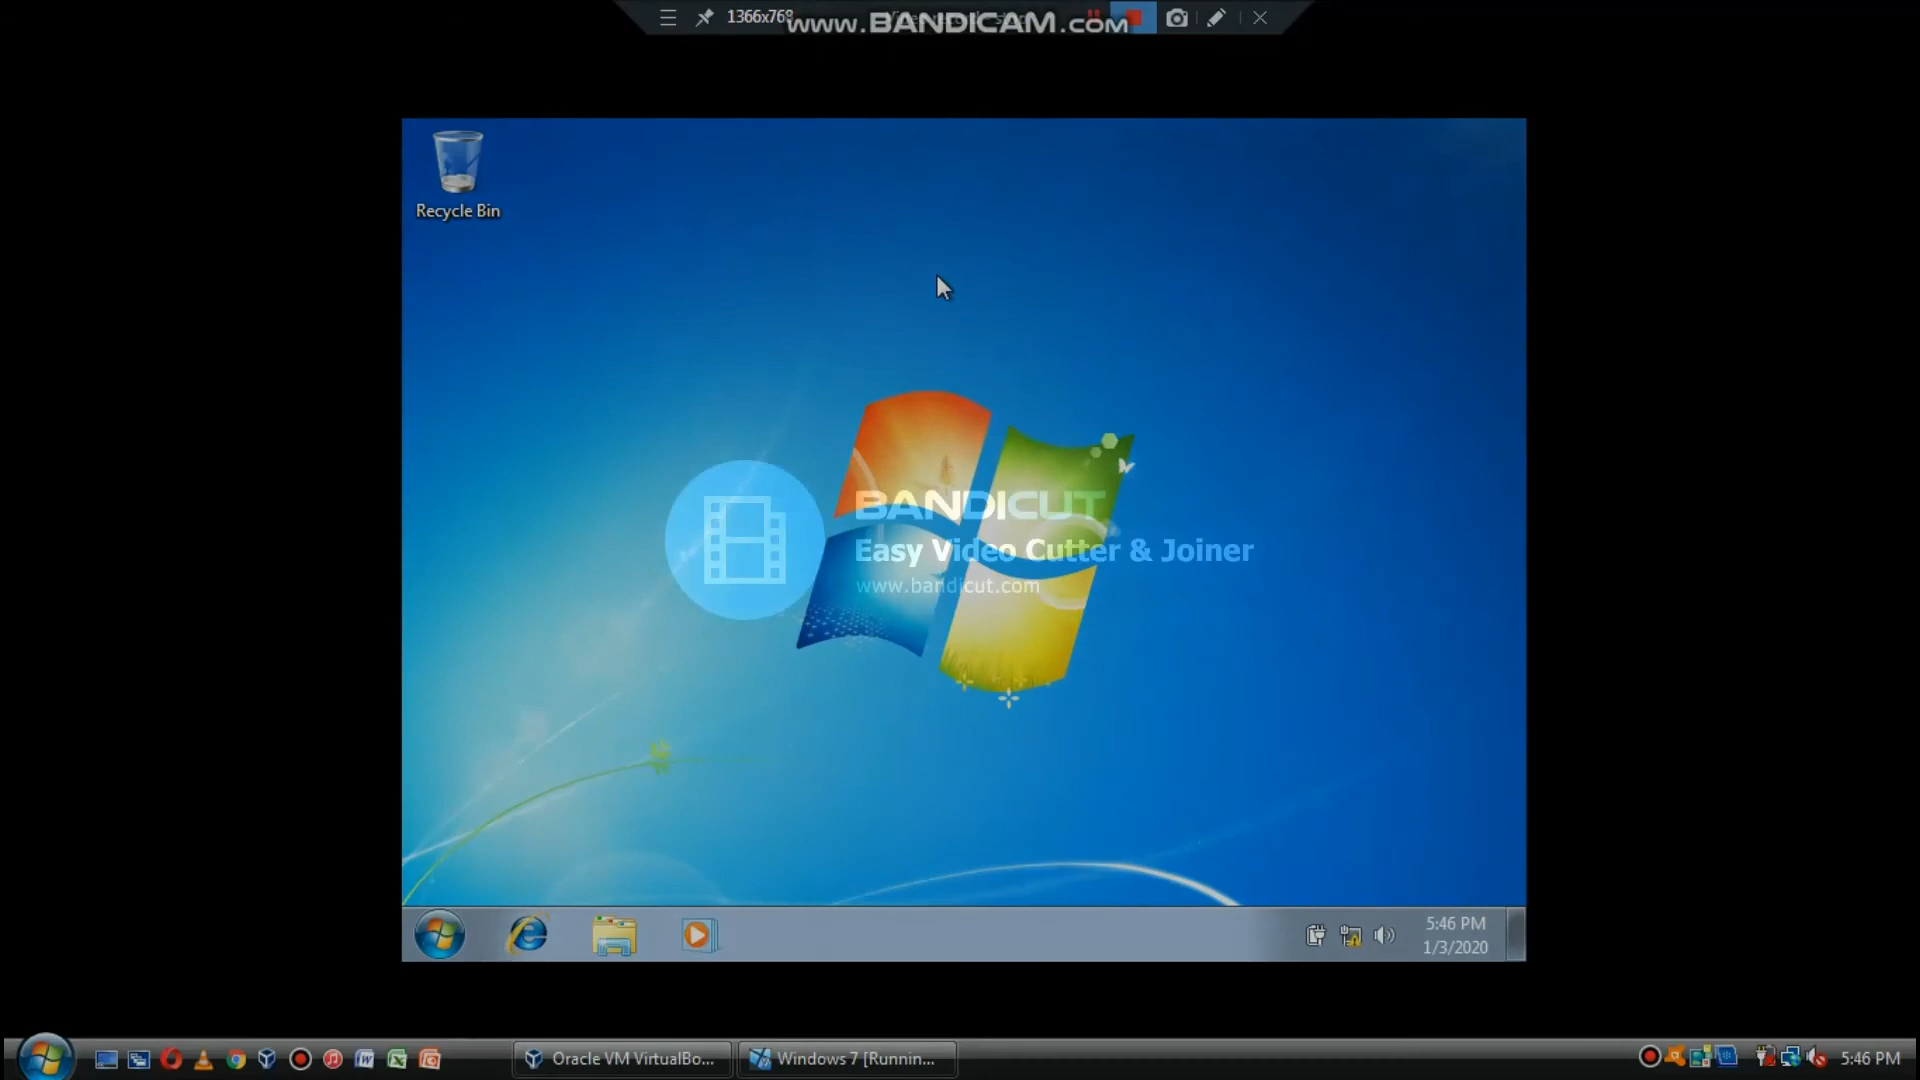 1366x768
www.BANDICAM.com
Recycle Bin
BANDICUT
Easy Video Cutter & Joiner
www.bandicut.com
5:46 PM
1/3/2020
Oracle VM VirtualBo...
Windows 7 [Runnin...
5:46 PM